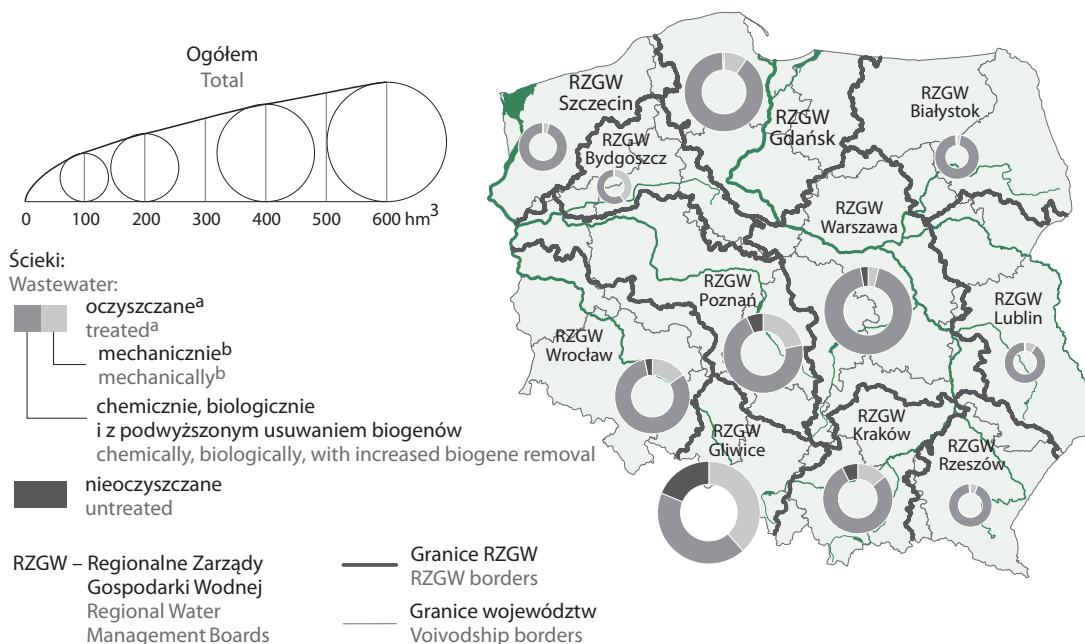 Ogółem
Total
0 100 200 300 400 500 600 hm³
Ścieki:
Wastewater:
oczyszczaneᵃ
treatedᵃ
mechanicznieᵇ
mechanicallyᵇ
chemicznie, biologicznie
i z podwyższonym usuwaniem biogenów
chemically, biologically, with increased biogene removal
nieoczyszczane
untreated
RZGW – Regionalne Zarządy
Gospodarki Wodnej
Regional Water
Management Boards
Granice RZGW
RZGW borders
Granice województw
Voivodship borders
RZGW
Szczecin
RZGW
Bydgoszcz
RZGW
Gdańsk
RZGW
Białystok
RZGW
Warszawa
RZGW
Poznań
RZGW
Lublin
RZGW
Wrocław
RZGW
Gliwice
RZGW
Kraków
RZGW
Rzeszów